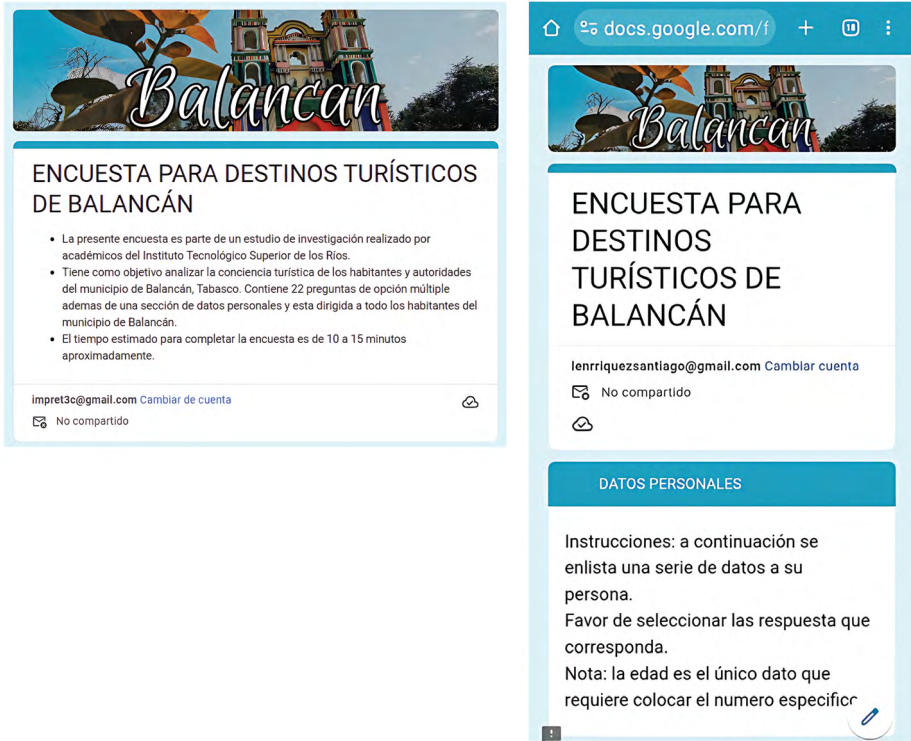 Balancan
ENCUESTA PARA DESTINOS TURÍSTICOS
DE BALANCÁN
• La presente encuesta es parte de un estudio de investigación realizado por
académicos del Instituto Tecnológico Superior de los Ríos.
• Tiene como objetivo analizar la conciencia turística de los habitantes y autoridades
del municipio de Balancán, Tabasco. Contiene 22 preguntas de opción múltiple
ademas de una sección de datos personales y esta dirigida a todo los habitantes del
municipio de Balancán.
• El tiempo estimado para completar la encuesta es de 10 a 15 minutos
aproximadamente.
impret3c@gmail.com Cambiar de cuenta
No compartido
docs.google.com/f
18
Balancan
ENCUESTA PARA
DESTINOS
TURÍSTICOS DE
BALANCÁN
lenrriquezsantiago@gmail.com Cambiar cuenta
No compartido
DATOS PERSONALES
Instrucciones: a continuación se
enlista una serie de datos a su
persona.
Favor de seleccionar las respuesta que
corresponda.
Nota: la edad es el único dato que
requiere colocar el numero especifico